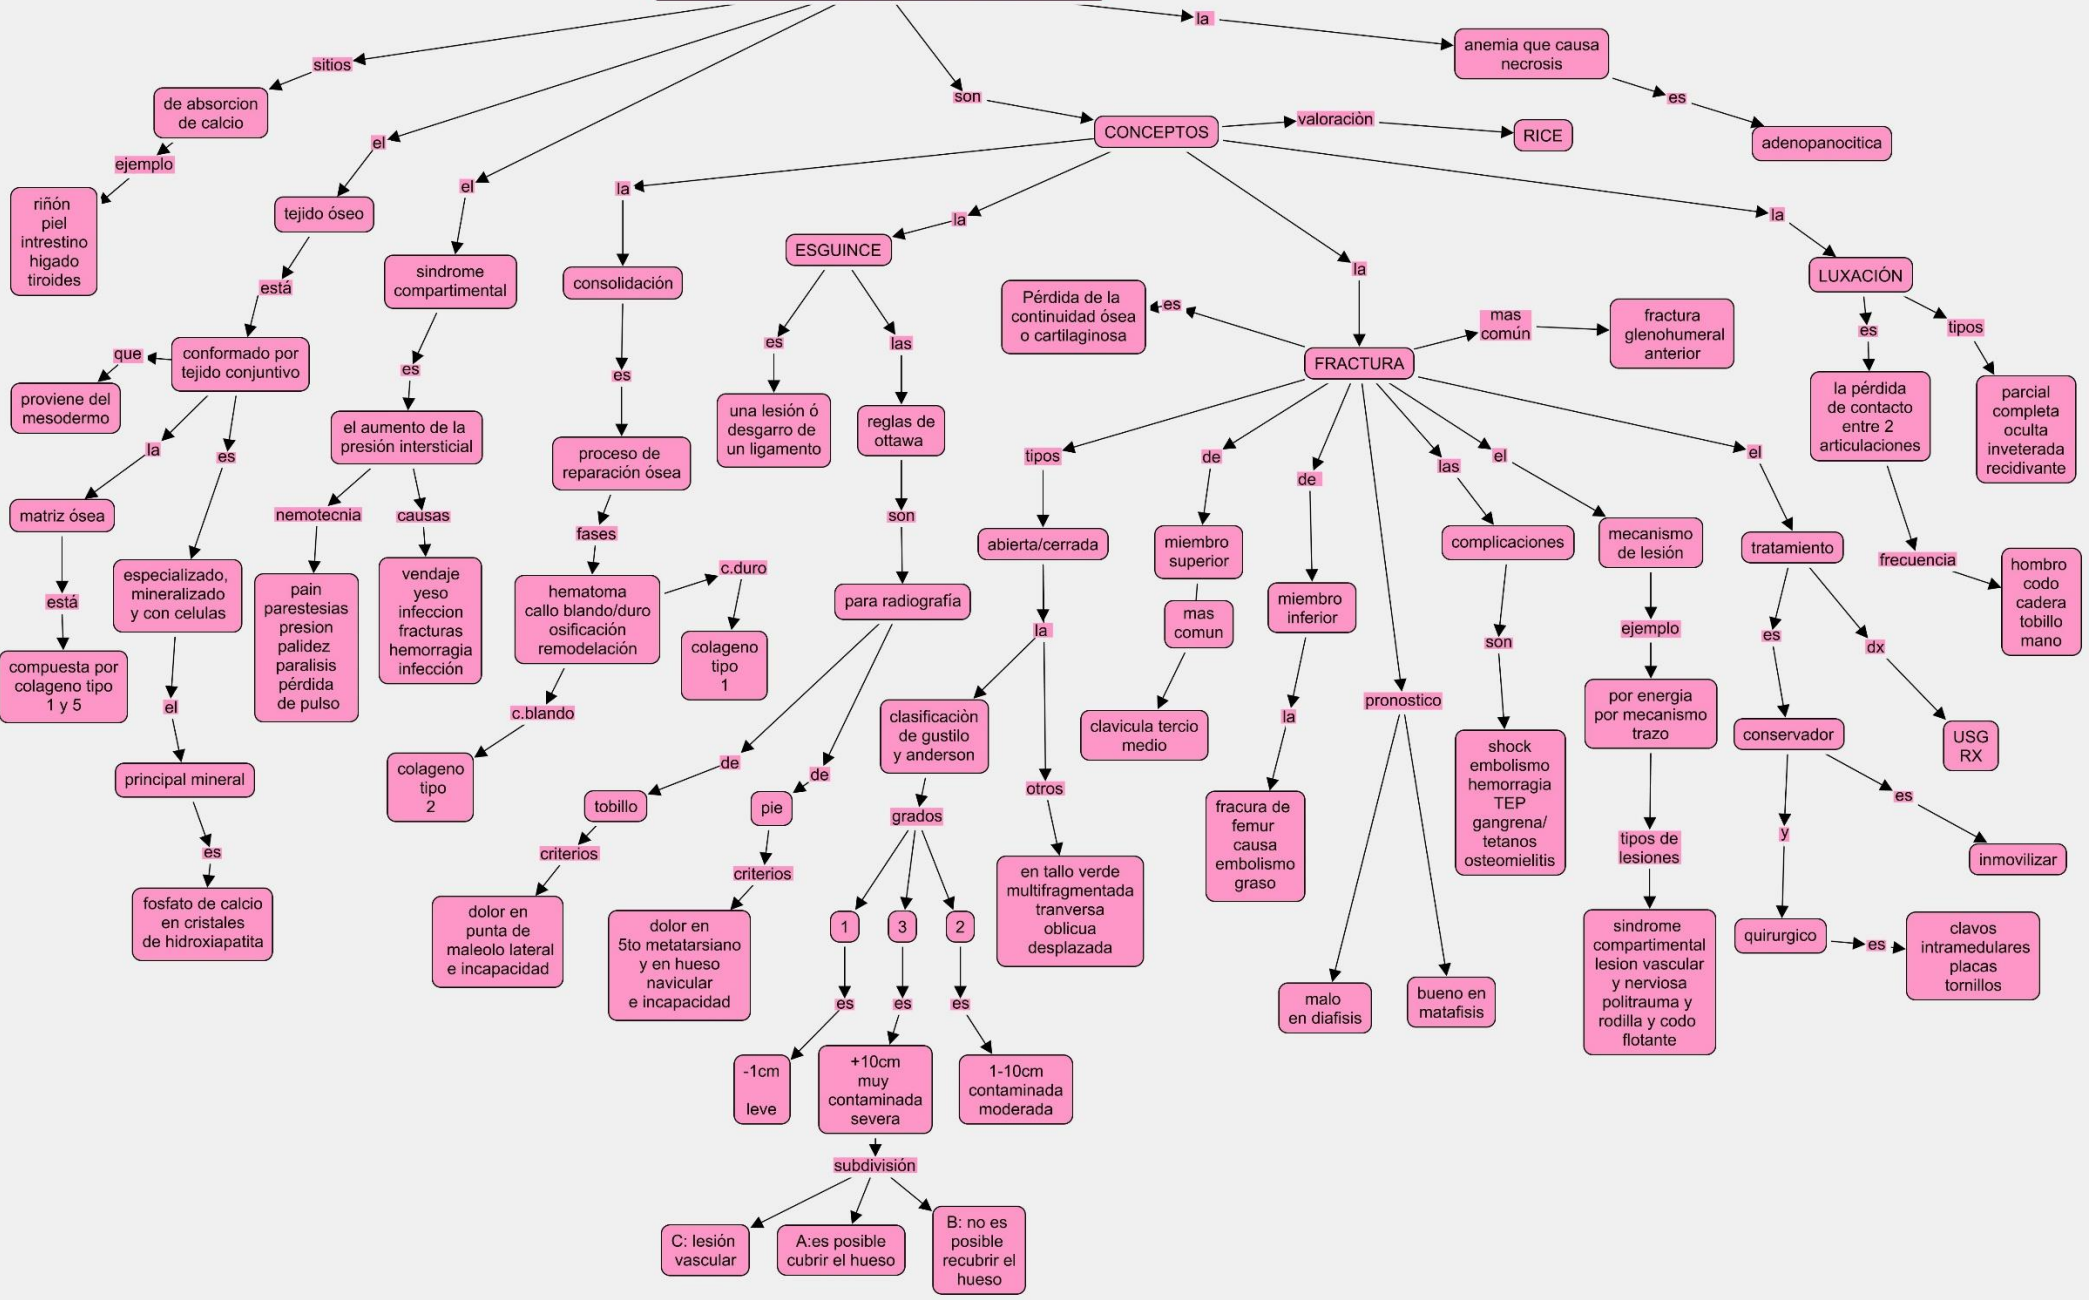 la
anemia que causa
necrosis
es
adenopanocitica
sitios
de absorcion
de calcio
ejemplo
riñón
piel
intrestino
higado
tiroides
el
tejido óseo
está
conformado por
tejido conjuntivo
que
proviene del
mesodermo
la
matriz ósea
está
compuesta por
colageno tipo
1 y 5
es
especializado,
mineralizado
y con celulas
el
principal mineral
es
fosfato de calcio
en cristales
de hidroxiapatita
el
sindrome
compartimental
es
el aumento de la
presión intersticial
nemotecnia
pain
parestesias
presion
palidez
paralisis
pérdida
de pulso
causas
vendaje
yeso
infeccion
fracturas
hemorragia
infección
son
CONCEPTOS
valoraciòn
RICE
la
consolidación
es
proceso de
reparación ósea
fases
hematoma
callo blando/duro
osificación
remodelación
c.duro
colageno
tipo
1
c.blando
colageno
tipo
2
la
ESGUINCE
es
una lesión ó
desgarro de
un ligamento
las
reglas de
ottawa
son
para radiografía
de
tobillo
criterios
dolor en
punta de
maleolo lateral
e incapacidad
de
pie
criterios
dolor en
5to metatarsiano
y en hueso
navicular
e incapacidad
la
FRACTURA
es
Pérdida de la
continuidad ósea
o cartilaginosa
mas
común
fractura
glenohumeral
anterior
tipos
abierta/cerrada
la
clasificaciòn
de gustilo
y anderson
grados
1
3
2
es
es
es
-1cm
leve
+10cm
muy
contaminada
severa
1-10cm
contaminada
moderada
subdivisión
C: lesión
vascular
A:es posible
cubrir el hueso
B: no es
posible
recubrir el
hueso
otros
en tallo verde
multifragmentada
tranversa
oblicua
desplazada
de
miembro
superior
mas
comun
clavicula tercio
medio
de
miembro
inferior
la
fracura de
femur
causa
embolismo
graso
pronostico
malo
en diafisis
bueno en
matafisis
las
complicaciones
son
shock
embolismo
hemorragia
TEP
gangrena/
tetanos
osteomielitis
el
mecanismo
de lesión
ejemplo
por energia
por mecanismo
trazo
tipos de
lesiones
sindrome
compartimental
lesion vascular
y nerviosa
politrauma y
rodilla y codo
flotante
el
tratamiento
es
conservador
es
inmovilizar
y
quirurgico
es
clavos
intramedulares
placas
tornillos
dx
USG
RX
la
LUXACIÓN
es
la pérdida
de contacto
entre 2
articulaciones
frecuencia
hombro
codo
cadera
tobillo
mano
tipos
parcial
completa
oculta
inveterada
recidivante